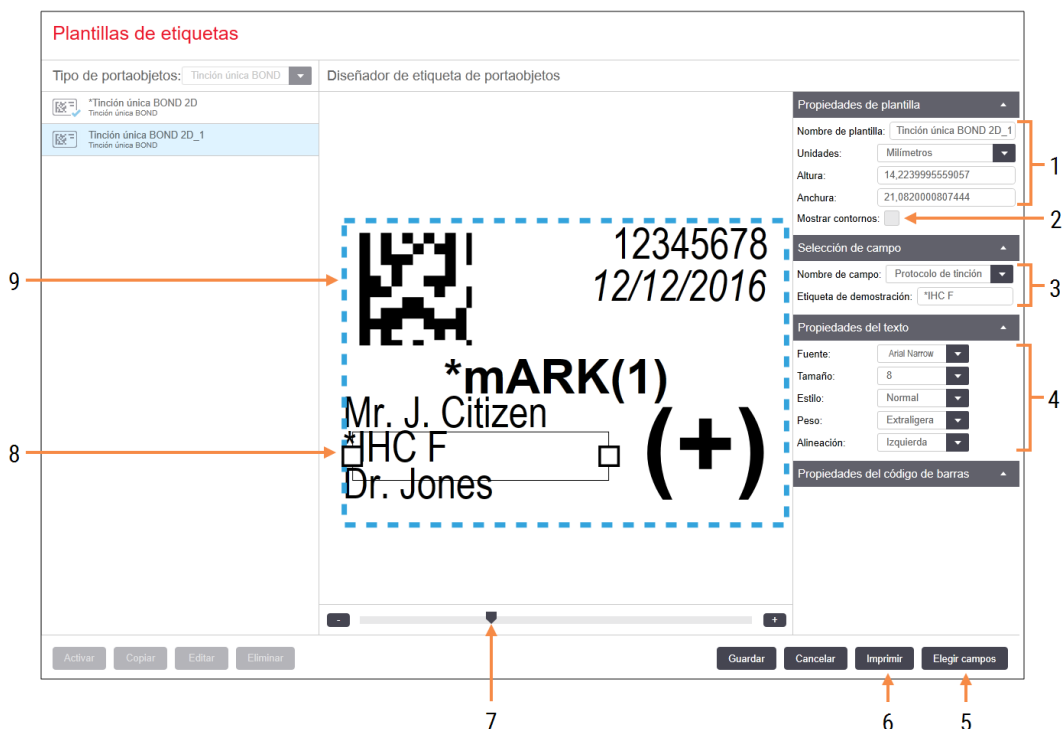 Plantillas de etiquetas
Tipo de portaobjetos: Tinción única BOND
Diseñador de etiqueta de portaobjetos
*Tinción única BOND 2D
Tinción única BOND
Tinción única BOND 2D_1
Tinción única BOND
12345678
12/12/2016
*mARK(1)
Mr. J. Citizen
*IHC F
Dr. Jones
(+)
Propiedades de plantilla
Nombre de plantilla: Tinción única BOND 2D_1
Unidades: Milímetros
Altura: 14,2239995559057
Anchura: 21,0820000807444
Mostrar contornos:
Selección de campo
Nombre de campo: Protocolo de tinción
Etiqueta de demostración: *IHC F
Propiedades del texto
Fuente: Arial Narrow
Tamaño: 8
Estilo: Normal
Peso: Extraligera
Alineación: Izquierda
Propiedades del código de barras
1
2
3
4
9
8
- +
Activar Copiar Editar Eliminar
Guardar Cancelar Imprimir Elegir campos
7 6 5